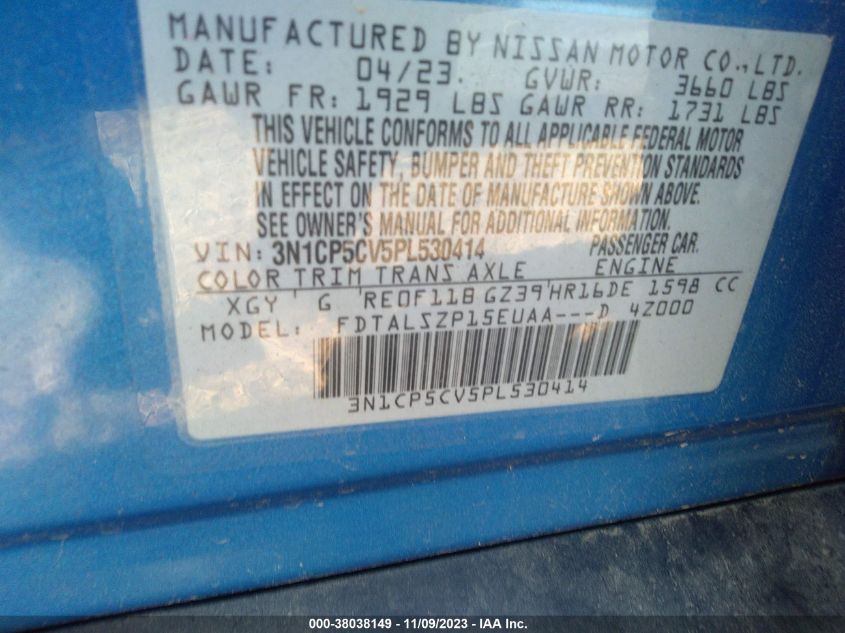 MANUFACTURED BY NISSAN MOTOR CO., LTD.
DATE: 04/23. GVWR: 3660 LBS
GAWR FR: 1929 LBS GAWR RR: 1731 LBS
THIS VEHICLE CONFORMS TO ALL APPLICABLE FEDERAL MOTOR
VEHICLE SAFETY, BUMPER AND THEFT PREVENTION STANDARDS
IN EFFECT ON THE DATE OF MANUFACTURE SHOWN ABOVE.
SEE OWNER'S MANUAL FOR ADDITIONAL INFORMATION.
VIN: 3N1CP5CV5PL530414 PASSENGER CAR.
COLOR TRIM TRANS AXLE ENGINE
XGY G RE0F11B GZ39 HR16DE 1598 CC
MODEL: FDTALSZP15EUAA---D 4Z000
3N1CP5CV5PL530414
000-38038149 - 11/09/2023 - IAA Inc.